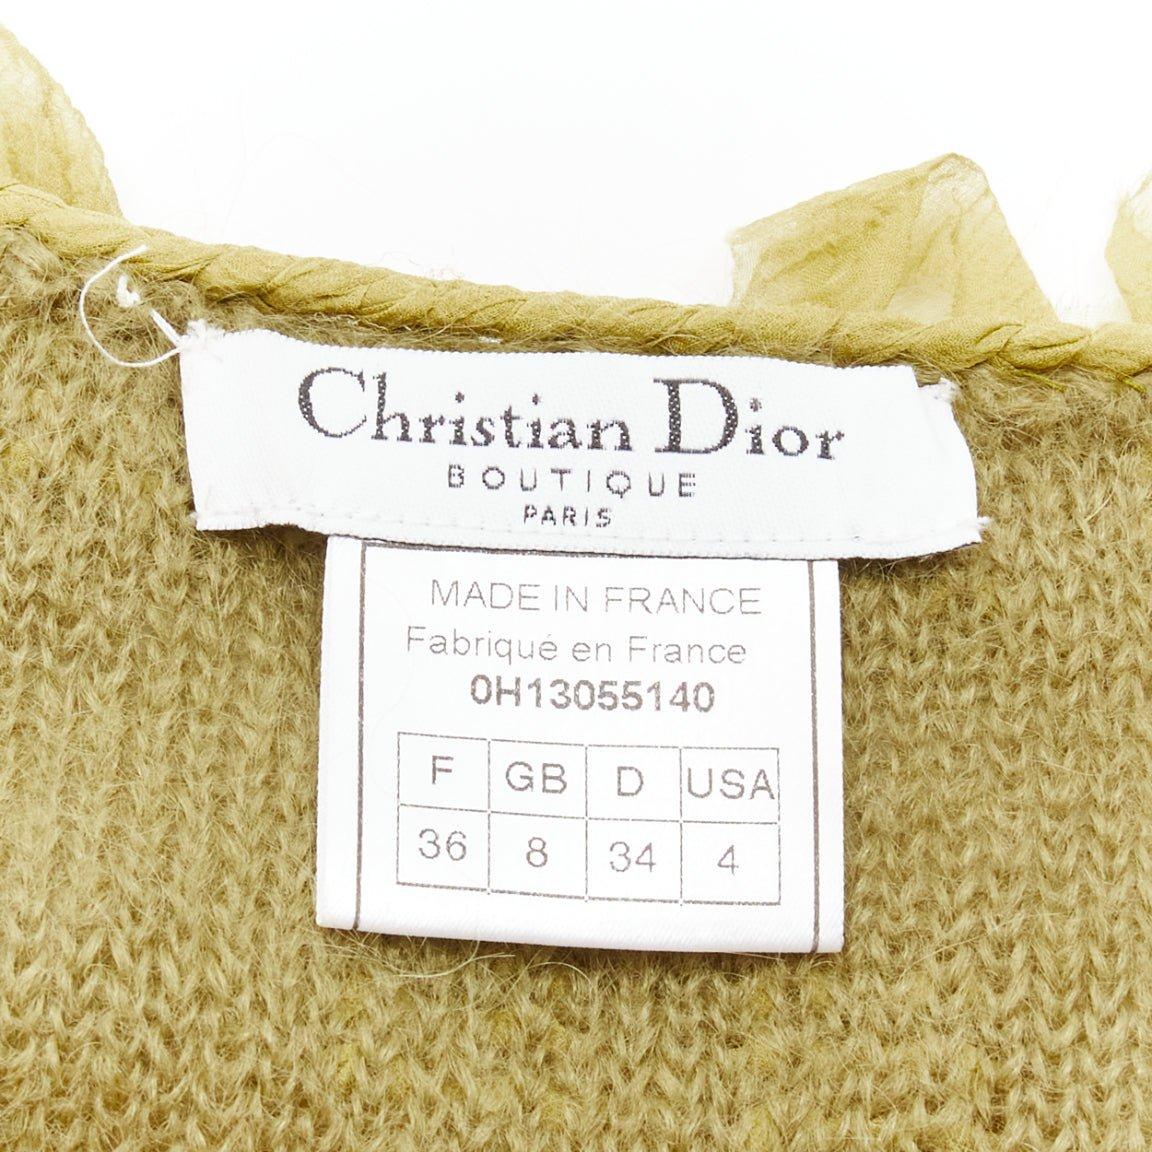 Christian Dior
BOUTIQUE
PARIS
MADE IN FRANCE
Fabriqué en France
0H13055140
F GB D USA
36 8 34 4